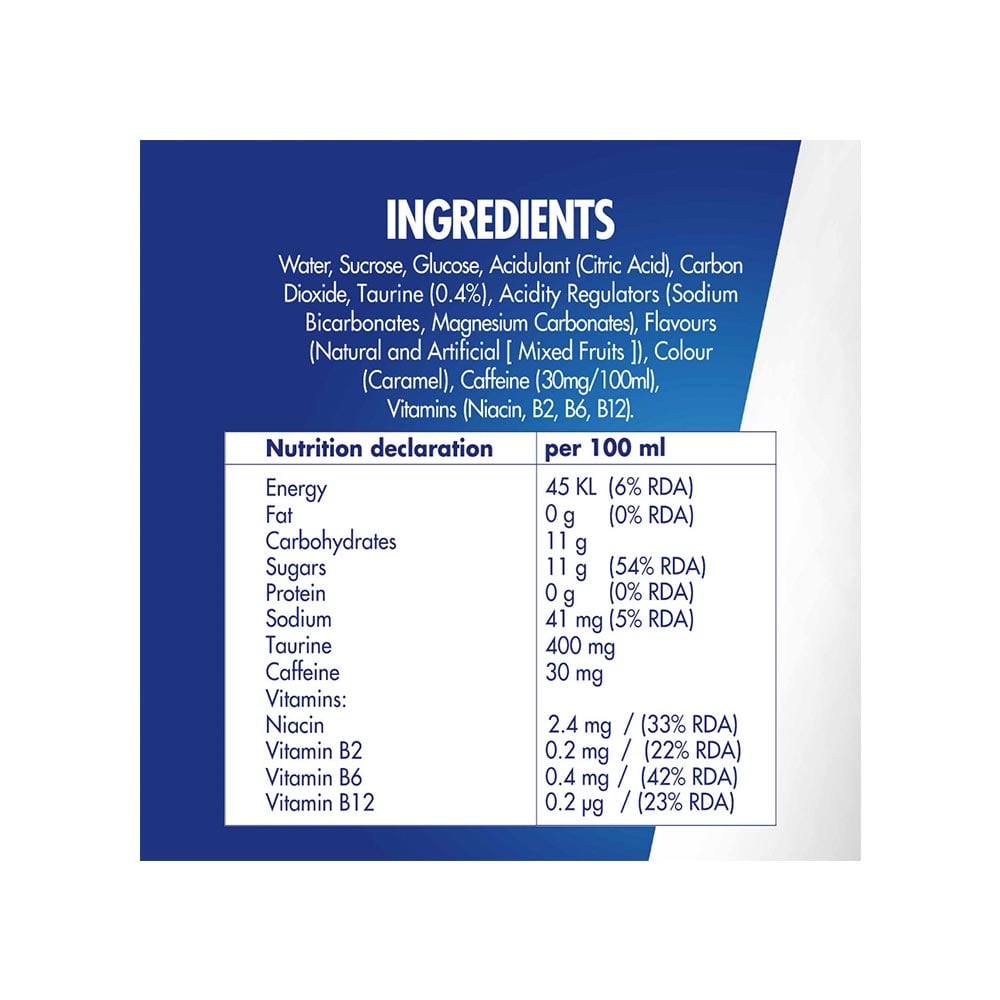 INGREDIENTS
Water, Sucrose, Glucose, Acidulant (Citric Acid), Carbon
Dioxide, Taurine (0.4%), Acidity Regulators (Sodium
Bicarbonates, Magnesium Carbonates), Flavours
(Natural and Artificial [ Mixed Fruits ]), Colour
(Caramel), Caffeine (30mg/100ml),
Vitamins (Niacin, B2, B6, B12).
Nutrition declaration per 100 ml
Energy 45 KL (6% RDA)
Fat 0 g (0% RDA)
Carbohydrates 11 g
Sugars 11 g (54% RDA)
Protein 0 g (0% RDA)
Sodium 41 mg (5% RDA)
Taurine 400 mg
Caffeine 30 mg
Vitamins:
Niacin 2.4 mg / (33% RDA)
Vitamin B2 0.2 mg / (22% RDA)
Vitamin B6 0.4 mg / (42% RDA)
Vitamin B12 0.2 µg / (23% RDA)